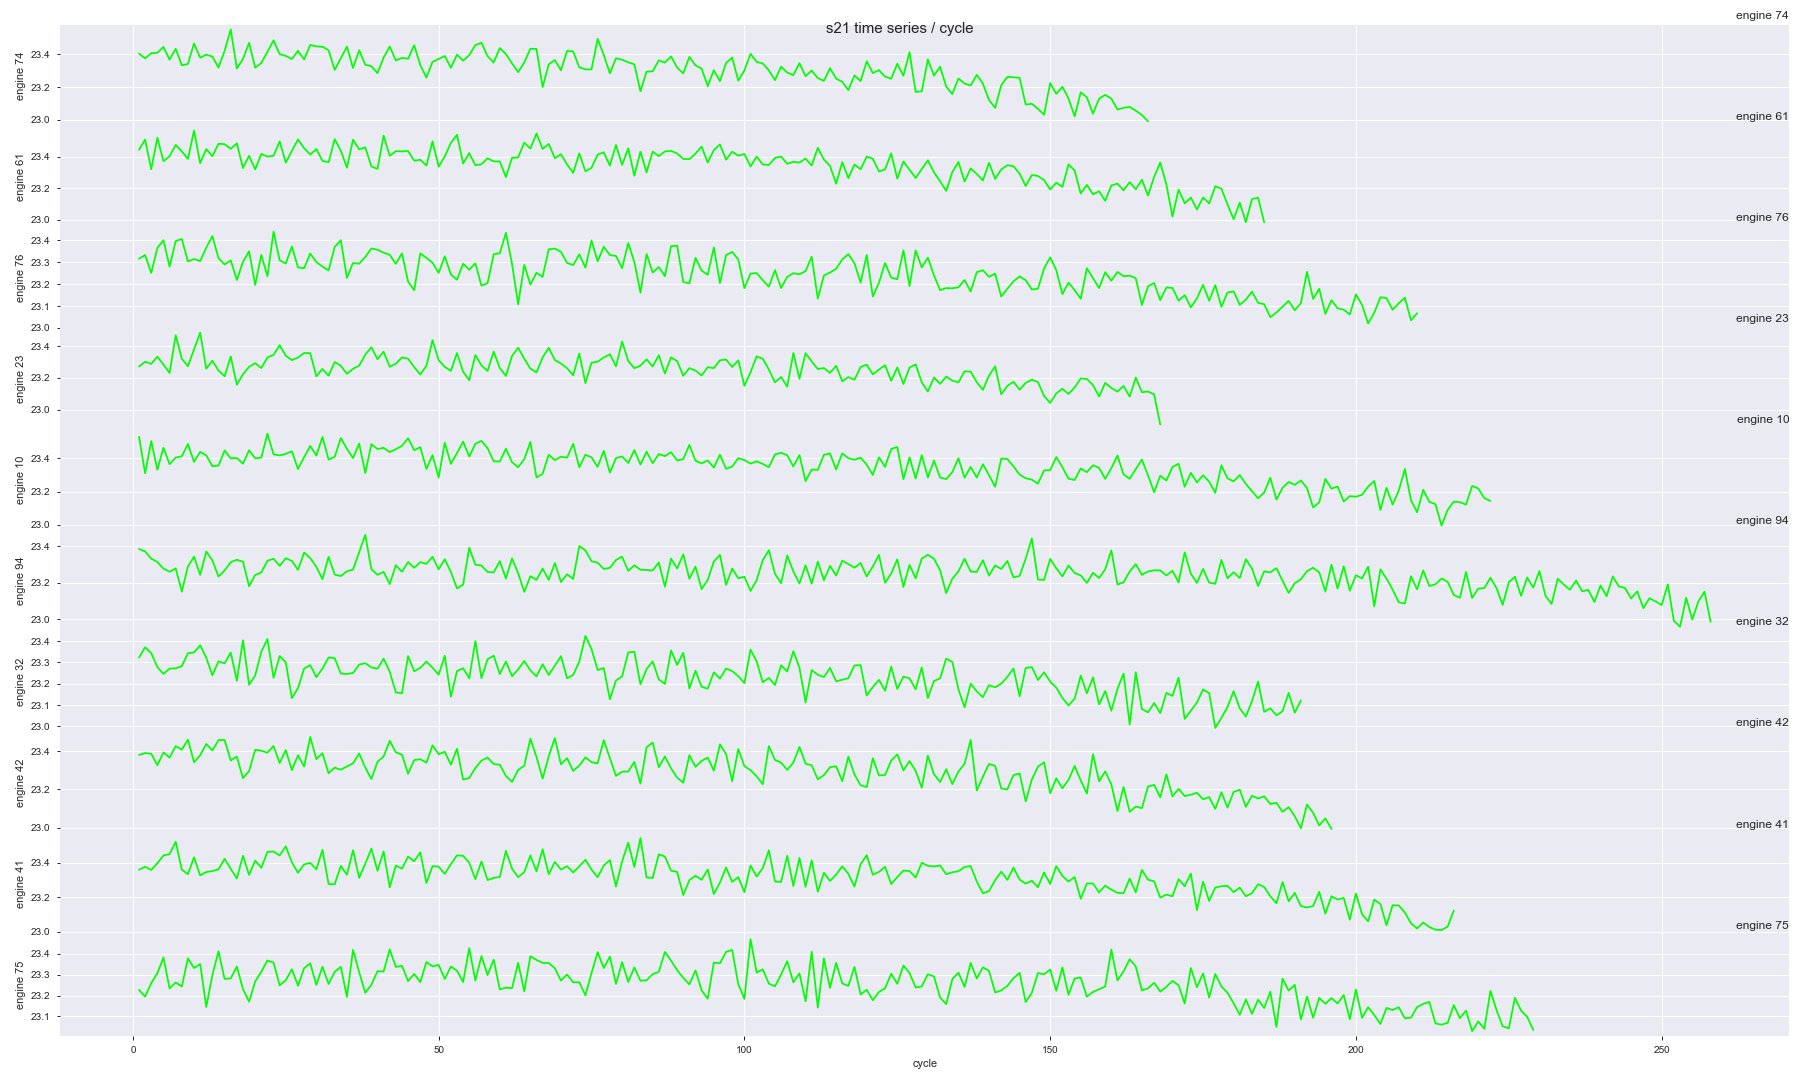 engine 74
s21 time series / cycle
engine 74
23.4
23.2
23.0
engine 61
engine 61
23.4
23.2
23.0
engine 76
engine 76
23.4
23.3
23.2
23.1
23.0
engine 23
engine 23
23.4
23.2
23.0
engine 10
engine 10
23.4
23.2
23.0
engine 94
engine 94
23.4
23.2
23.0
engine 32
engine 32
23.4
23.3
23.2
23.1
23.0
engine 42
engine 42
23.4
23.2
23.0
engine 41
engine 41
23.4
23.2
23.0
engine 75
engine 75
23.4
23.3
23.2
23.1
0 50 100 150 200 250
cycle